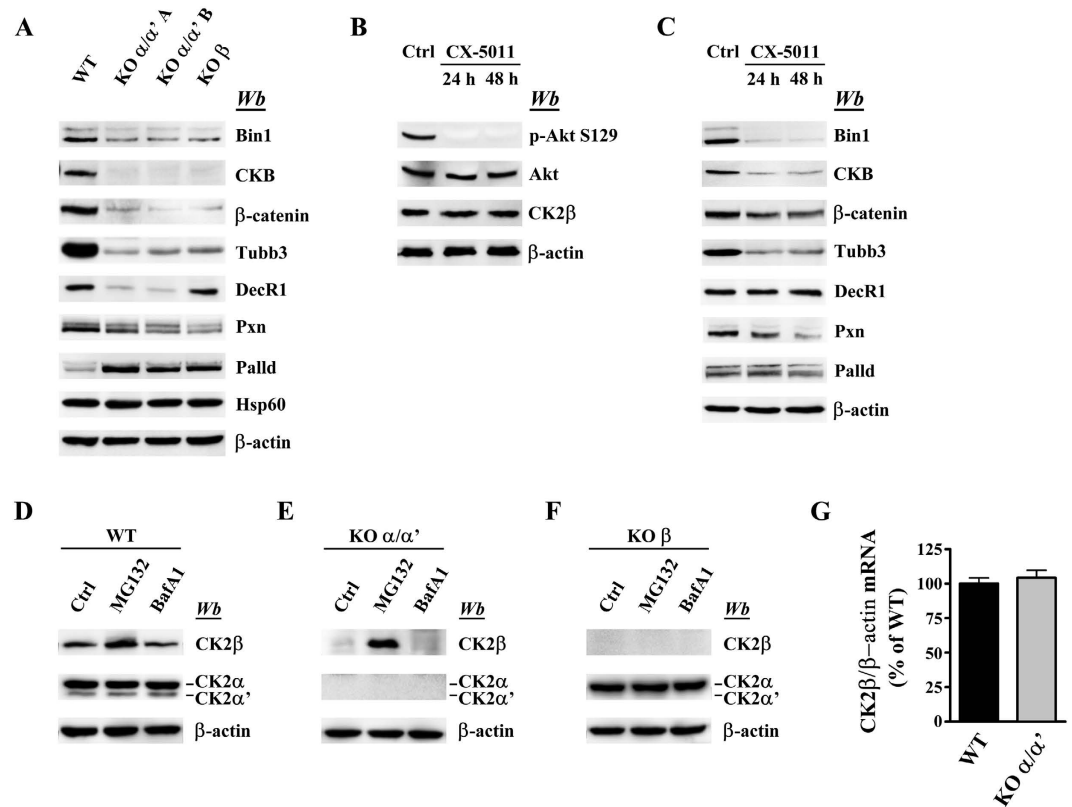 A
WT
KO α/α’ A
KO α/α’ B
KO β
Wb
Bin1
CKB
β-catenin
Tubb3
DecR1
Pxn
Palld
Hsp60
β-actin
B
Ctrl
CX-5011
24 h
48 h
Wb
p-Akt S129
Akt
CK2β
β-actin
C
Ctrl
CX-5011
24 h
48 h
Wb
Bin1
CKB
β-catenin
Tubb3
DecR1
Pxn
Palld
β-actin
D
WT
Ctrl
MG132
BafA1
Wb
CK2β
CK2α
CK2α’
β-actin
E
KO α/α’
Ctrl
MG132
BafA1
Wb
CK2β
CK2α
CK2α’
β-actin
F
KO β
Ctrl
MG132
BafA1
Wb
CK2β
CK2α
CK2α’
β-actin
G
CK2β/β−actin mRNA
(% of WT)
125
100
75
50
25
0
WT
KO α/α’